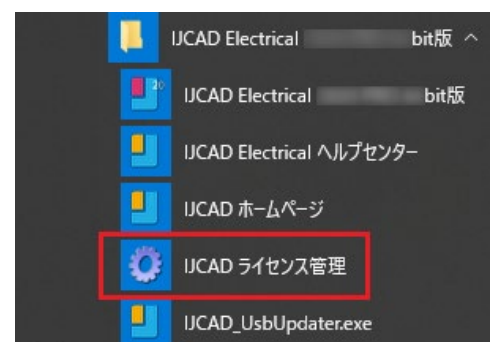 IJCAD Electrical bit版
20
IJCAD Electrical bit版
IJCAD Electrical ヘルプセンター
IJCAD ホームページ
IJCAD ライセンス管理
IJCAD_UsbUpdater.exe